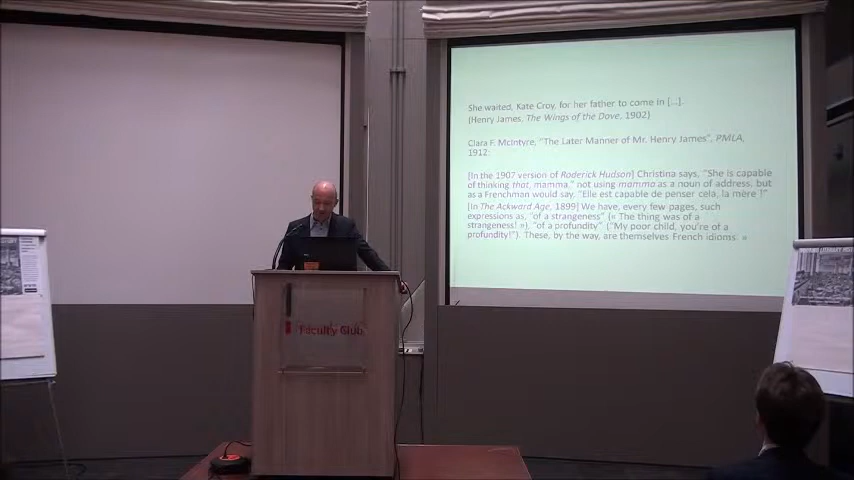 She waited, Kate Croy, for her father to come in […].
(Henry James, The Wings of the Dove, 1902)
Clara F. McIntyre, "The Later Manner of Mr. Henry James", PMLA,
1912:
[In the 1907 version of Roderick Hudson] Christina says, "She is capable
of thinking that, mamma," not using mamma as a noun of address, but
as a Frenchman would say, "Elle est capable de penser cela, la mère !"
[In The Ackward Age, 1899] We have, every few pages, such
expressions as, "of a strangeness" (« The thing was of a
strangeness! »), "of a profundity" ("My poor child, you're of a
profundity!"). These, by the way, are themselves French idioms. »
Faculty Club